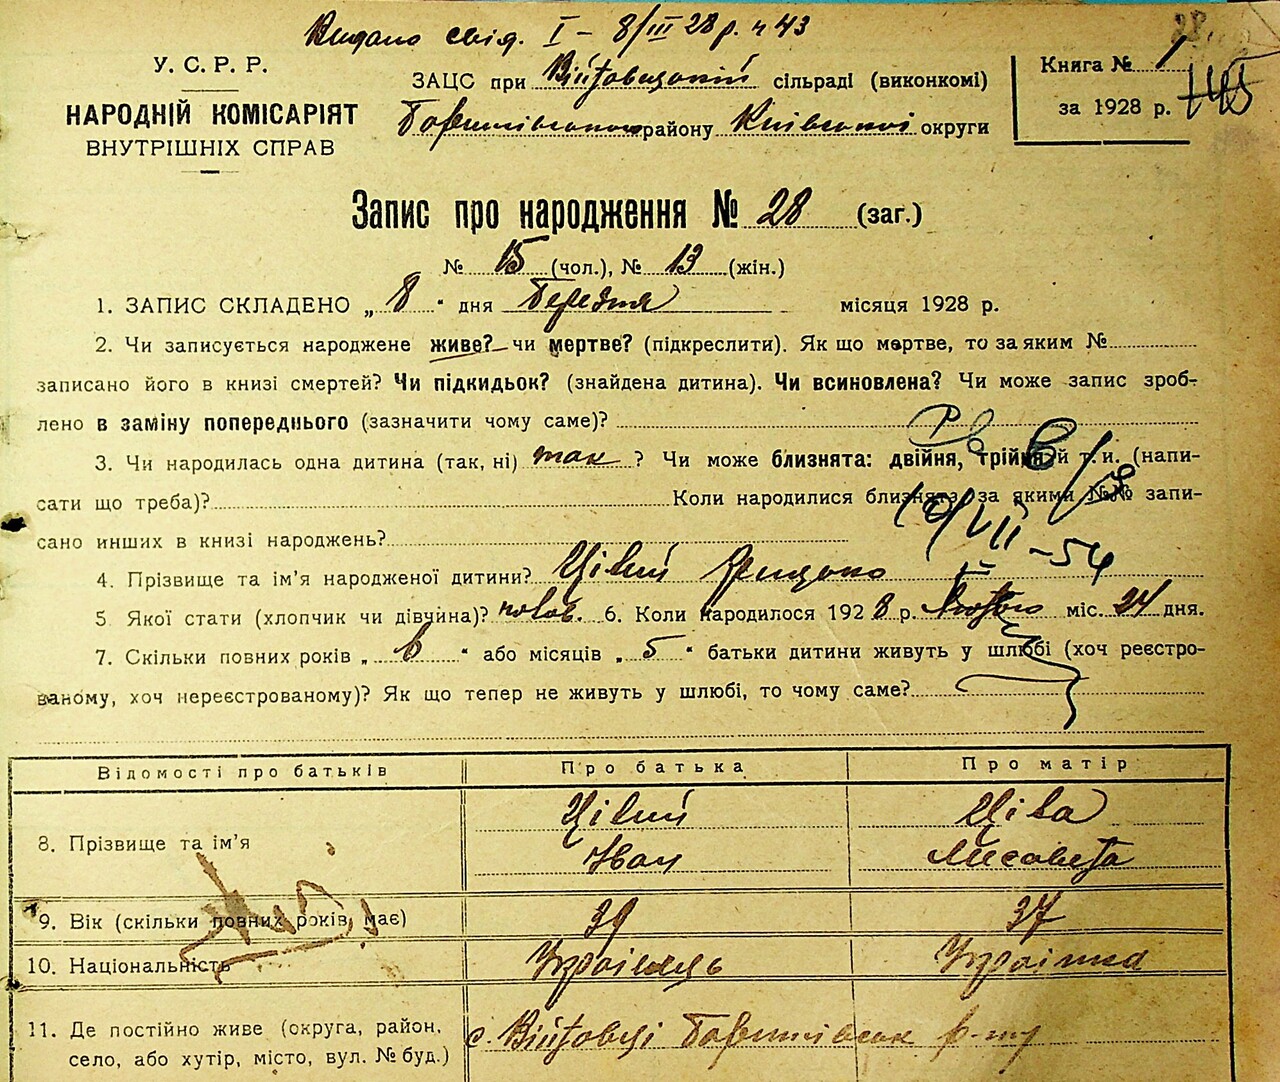 Видано свід. I – 8/III 28 р. ч 43
У. С. Р. Р.
НАРОДНІЙ КОМІСАРІЯТ
ВНУТРІШНІХ СПРАВ
ЗАЦС при Війтовецькій сільраді (виконкомі)
району Київської округи
Книга № 1
за 1928 р. 145
Запис про народження № 28 (заг.)
№ 15 (чол.), № 13 (жін.)
1. ЗАПИС СКЛАДЕНО „ 8 “ дня березня місяця 1928 р.
2. Чи записується народжене живе? чи мертве? (підкреслити). Як що мертве, то за яким №
записано його в книзі смертей? Чи підкидьок? (знайдена дитина). Чи всиновлена? Чи може запис зроб-
лено в заміну попереднього (зазначити чому саме)?
3. Чи народилась одна дитина (так, ні) так ? Чи може близнята: двійня, трійня й т. и. (напи-
сати що треба)? Коли народилися близнята, за якими №№ запи-
сано инших в книзі народжень?
19/VII –54
4. Прізвище та ім’я народженої дитини? Цівий
5. Якої стати (хлопчик чи дівчина)? чолов. 6. Коли народилося 1928 р. Лютого міс. 24 дня.
7. Скільки повних років „ “ або місяців „ 5 “ батьки дитини живуть у шлюбі (хоч реєстро-
ваному, хоч нереєстрованому)? Як що тепер не живуть у шлюбі, то чому саме?
Відомості про батьків Про батька Про матір
8. Прізвище та ім’я Цівий Ціва
Іван Лисавета
9. Вік (скільки повних років має) 39 37
10. Національність Українець Українка
11. Де постійно живе (округа, район,
село, або хутір, місто, вул. № буд.) с. Війтовці р-ну